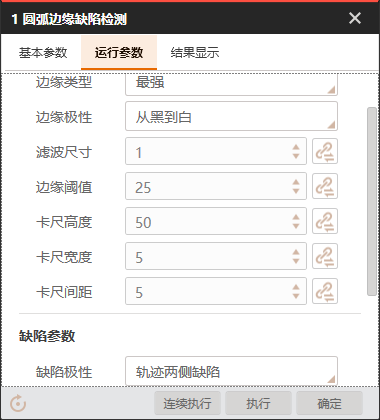 1 圆弧边缘缺陷检测
基本参数 运行参数 结果显示
边缘类型 最强
边缘极性 从黑到白
滤波尺寸 1
边缘阈值 25
卡尺高度 50
卡尺宽度 5
卡尺间距 5
缺陷参数
缺陷极性 轨迹两侧缺陷
连续执行 执行 确定